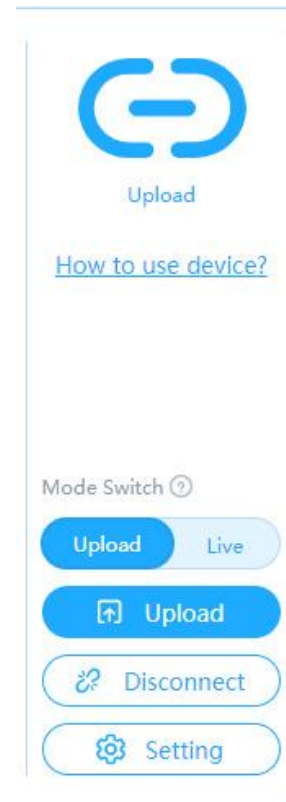 Upload
How to use device?
Mode Switch ?
Upload Live
Upload
Disconnect
Setting